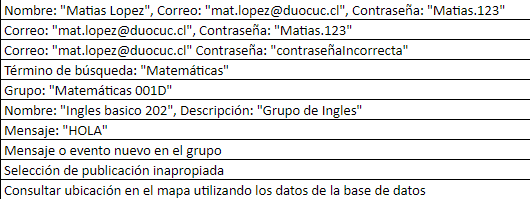 Nombre: "Matias Lopez", Correo: "mat.lopez@duocuc.cl", Contraseña: "Matias.123"
Correo: "mat.lopez@duocuc.cl", Contraseña: "Matias.123"
Correo: "mat.lopez@duocuc.cl" Contraseña: "contraseñaIncorrecta"
Término de búsqueda: "Matemáticas"
Grupo: "Matemáticas 001D"
Nombre: "Ingles basico 202", Descripción: "Grupo de Ingles"
Mensaje: "HOLA"
Mensaje o evento nuevo en el grupo
Selección de publicación inapropiada
Consultar ubicación en el mapa utilizando los datos de la base de datos